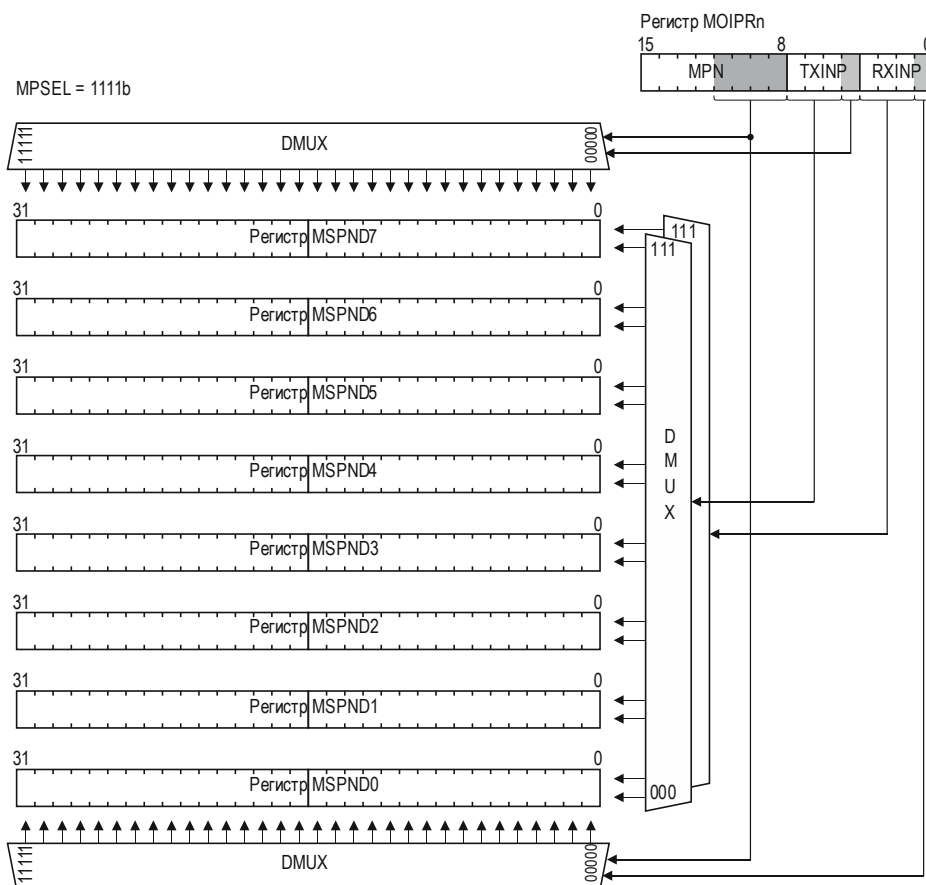 Регистр MOIPRn
15 8 0
MPN TXINP RXINP
MPSEL = 1111b
11111 DMUX 00000
31 0
Регистр MSPND7
111
111
31 0
Регистр MSPND6
31 0
Регистр MSPND5
31 0
Регистр MSPND4
DMUX
31 0
Регистр MSPND3
31 0
Регистр MSPND2
31 0
Регистр MSPND1
31 0
Регистр MSPND0
000
11111 DMUX 00000